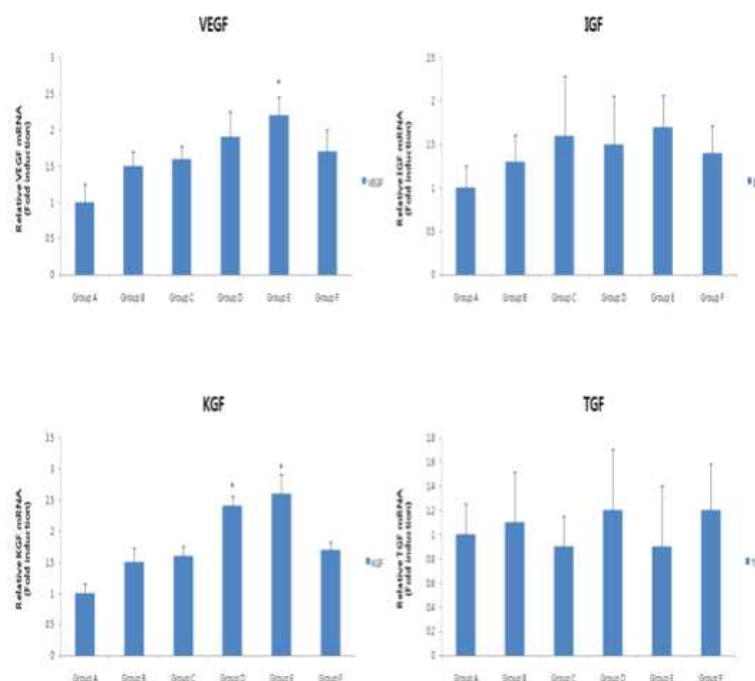 VEGF
Relative VEGF mRNA
(Fold induction)
3
2.5
2
1.5
1
0.5
0
*
Group A
Group B
Group C
Group D
Group E
Group F
VEGF
IGF
Relative IGF mRNA
(Fold induction)
2.5
2
1.5
1
0.5
0
Group A
Group B
Group C
Group D
Group E
Group F
KGF
Relative KGF mRNA
(Fold induction)
3.5
3
2.5
2
1.5
1
0.5
0
*
*
Group A
Group B
Group C
Group D
Group E
Group F
KGF
TGF
Relative TGF mRNA
(Fold induction)
1.8
1.6
1.4
1.2
1
0.8
0.6
0.4
0.2
0
Group A
Group B
Group C
Group D
Group E
Group F